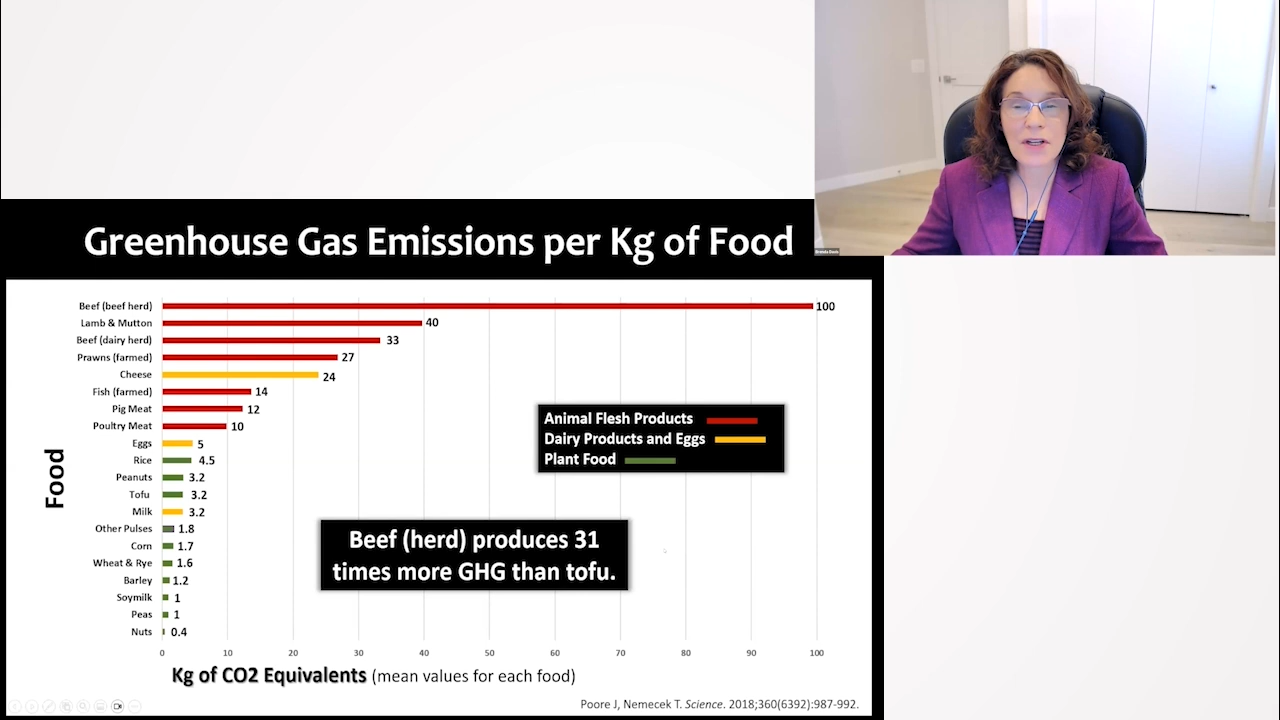 Brenda Davis
Greenhouse Gas Emissions per Kg of Food
Beef (beef herd) 100
Lamb & Mutton 40
Beef (dairy herd) 33
Prawns (farmed) 27
Cheese 24
Fish (farmed) 14
Pig Meat 12
Poultry Meat 10
Eggs 5
Rice 4.5
Peanuts 3.2
Tofu 3.2
Milk 3.2
Other Pulses 1.8
Corn 1.7
Wheat & Rye 1.6
Barley 1.2
Soymilk 1
Peas 1
Nuts 0.4
Food
Animal Flesh Products
Dairy Products and Eggs
Plant Food
Beef (herd) produces 31
times more GHG than tofu.
0 10 20 30 40 50 60 70 80 90 100
Kg of CO2 Equivalents (mean values for each food)
Poore J, Nemecek T. Science. 2018;360(6392):987-992.